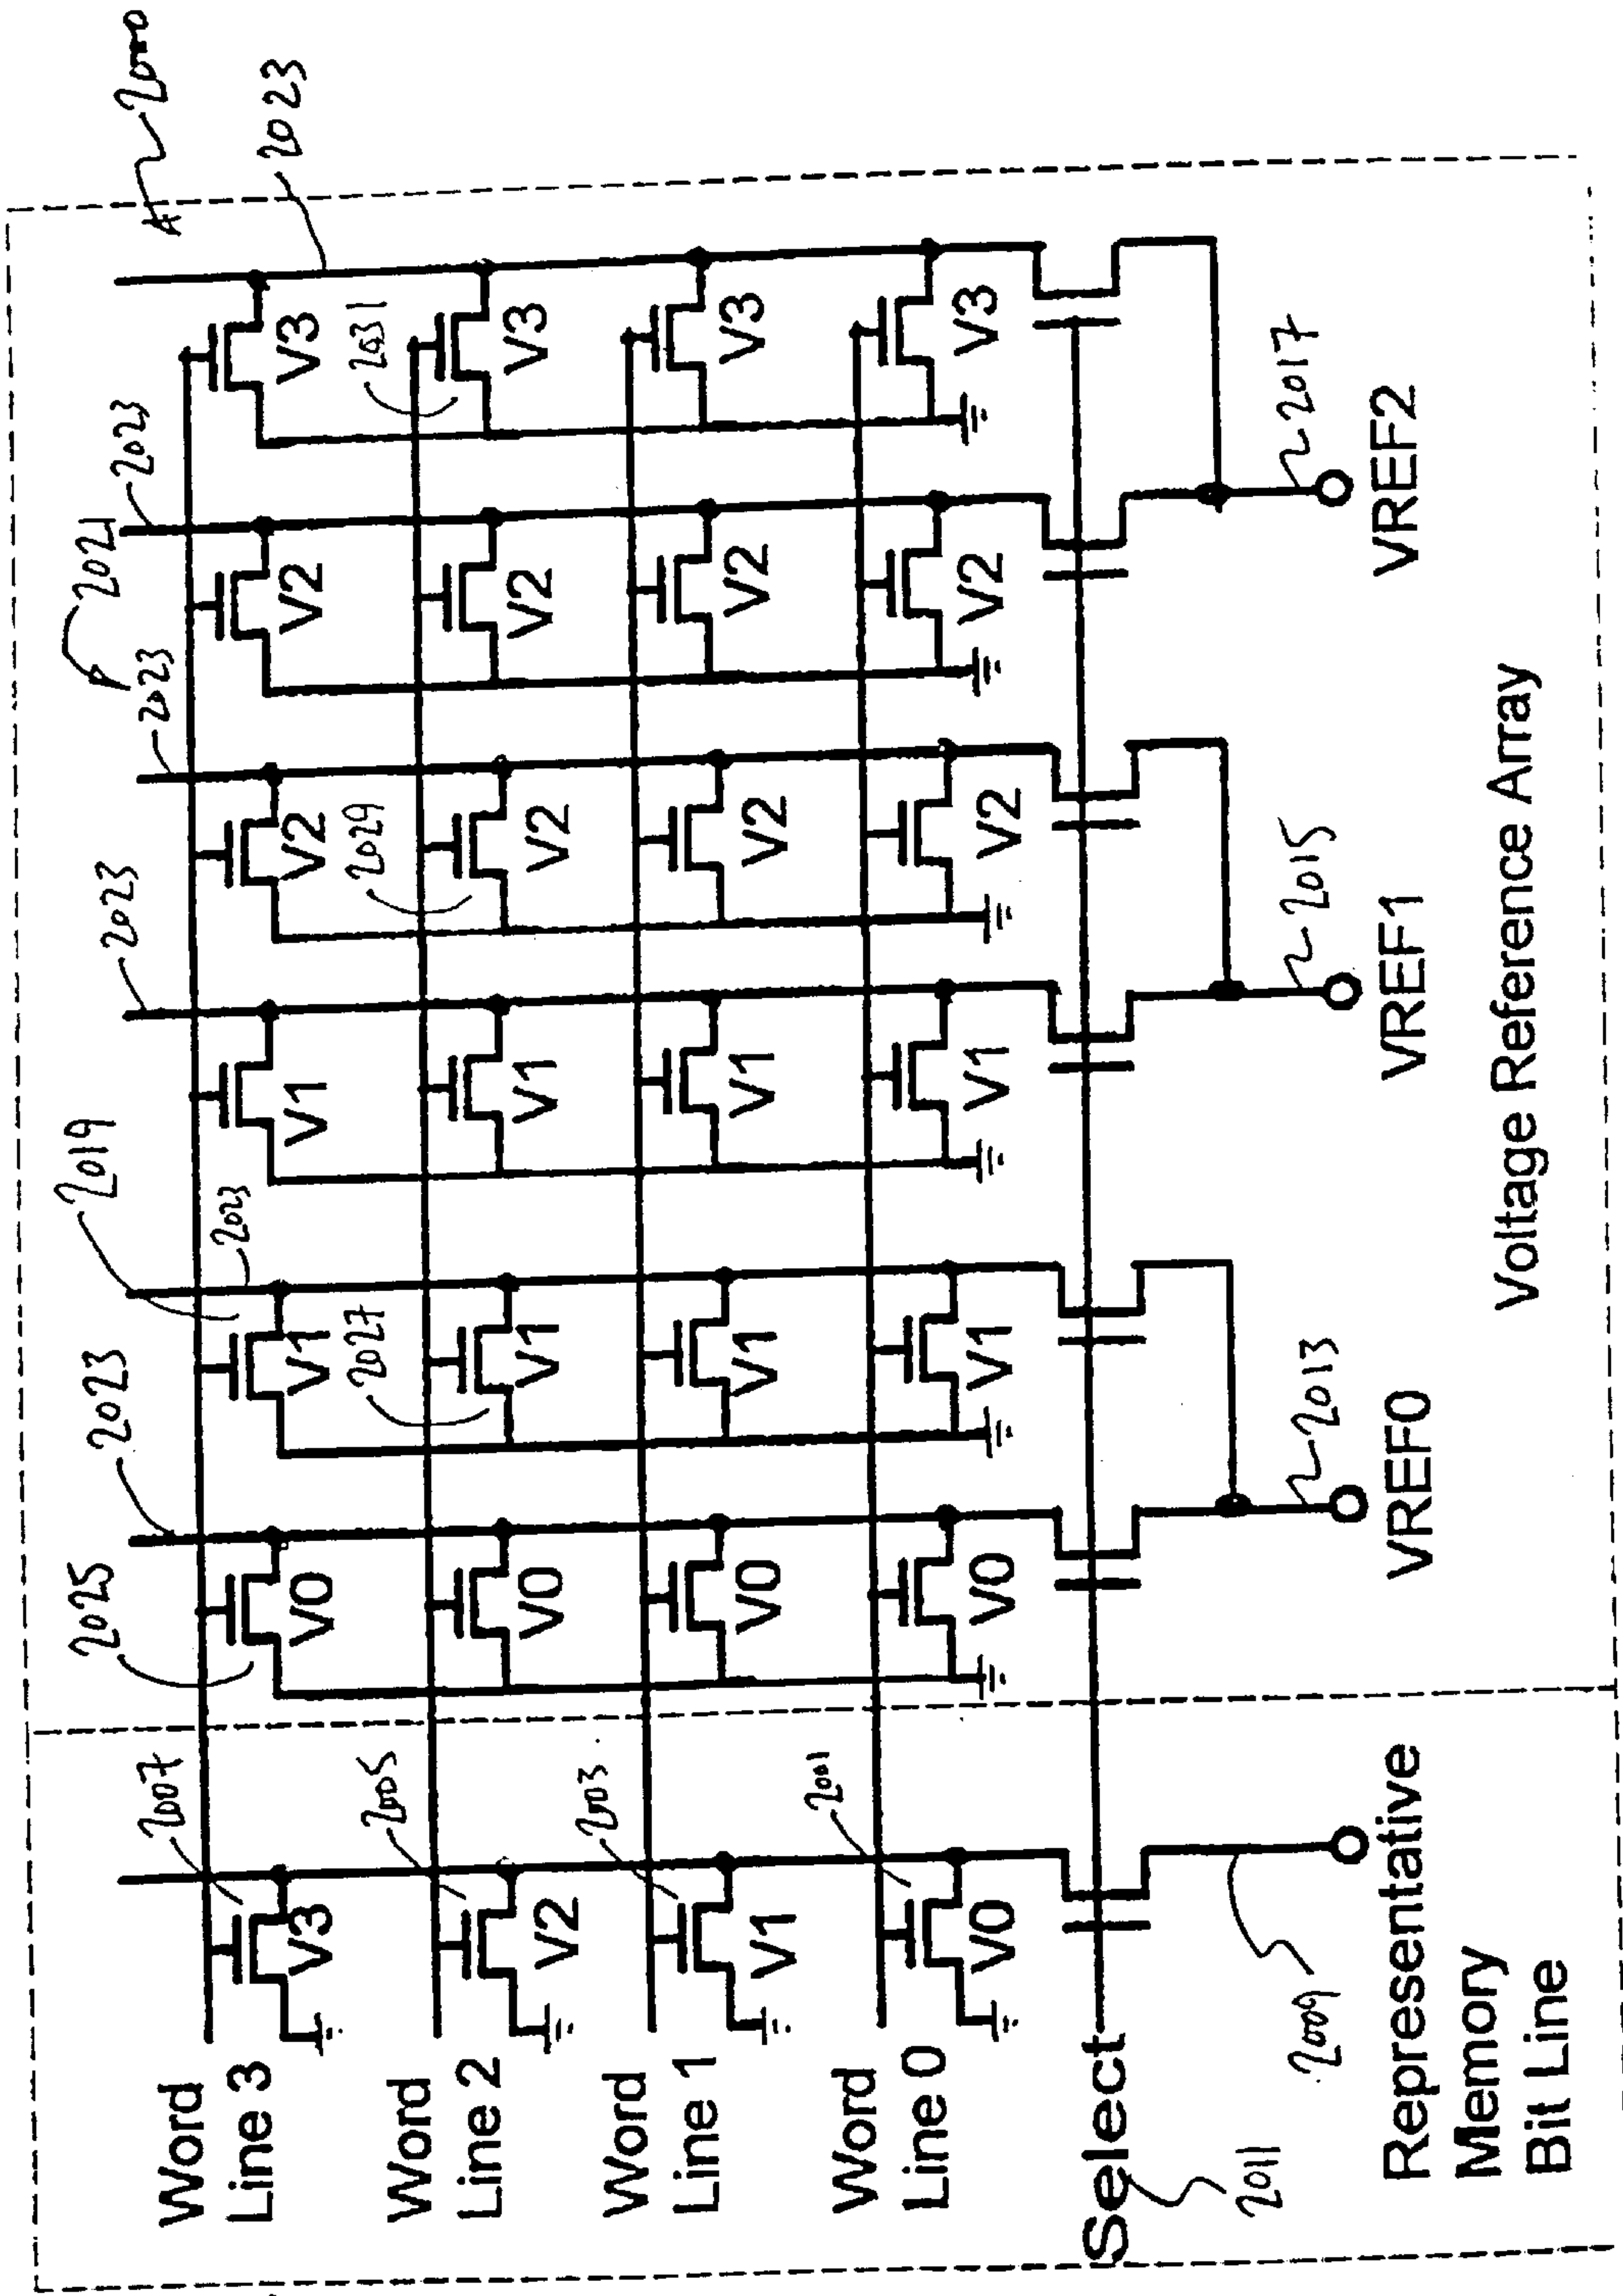 2000
2021
2019
2025
2023
2023
2023
2023
2023
2023
Word
Line 3
2007
V3
V0
V1
V1
V2
V2
V3
2027
2029
2031
Word
Line 2
2005
V2
V0
V1
V1
V2
V2
V3
Word
Line 1
2003
V1
V0
V1
V1
V2
V2
V3
Word
Line 0
2001
V0
V0
V1
V1
V2
V2
V3
Select
2011
2009
2013
2015
2017
Representative
Memory
Bit Line
VREF0
VREF1
VREF2
Voltage Reference Array